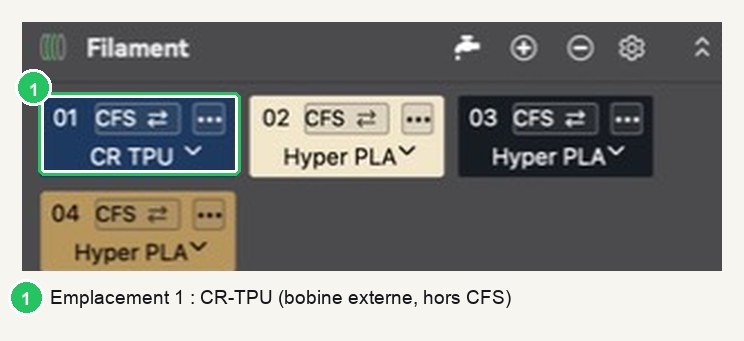 Filament
1
01 CFS ⇄ ••• 02 CFS ⇄ ••• 03 CFS ⇄ •••
CR TPU Hyper PLA Hyper PLA
04 CFS ⇄ •••
Hyper PLA
1 Emplacement 1 : CR-TPU (bobine externe, hors CFS)